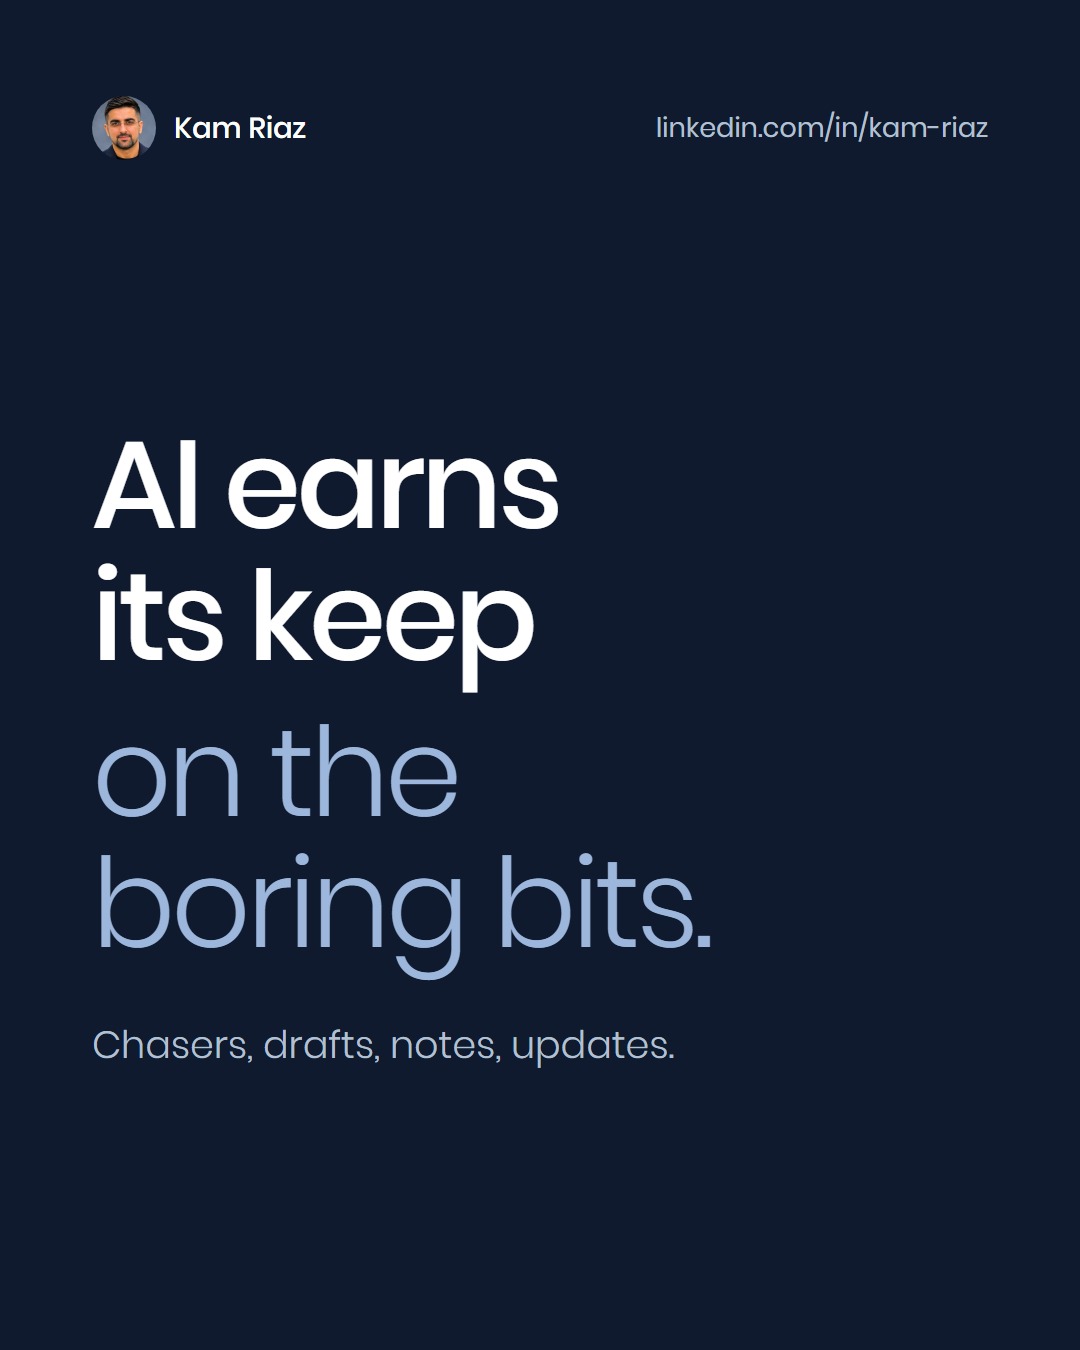 Kam Riaz
linkedin.com/in/kam-riaz
AI earns
its keep
on the
boring bits.
Chasers, drafts, notes, updates.